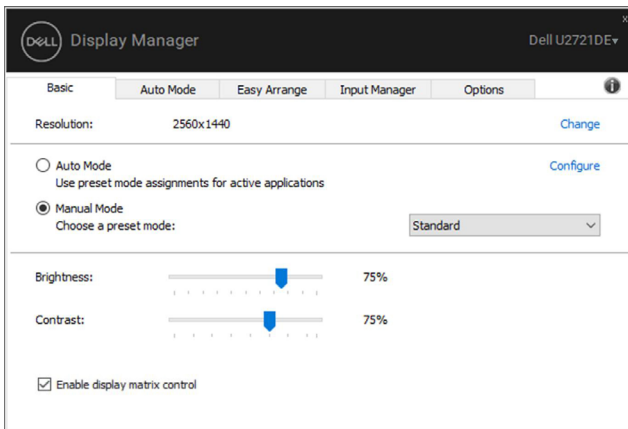 x
DELL Display Manager Dell U2721DE▾
Basic Auto Mode Easy Arrange Input Manager Options i
Resolution: 2560x1440 Change
Auto Mode Configure
Use preset mode assignments for active applications
Manual Mode
Choose a preset mode: Standard
Brightness: 75%
Contrast: 75%
Enable display matrix control